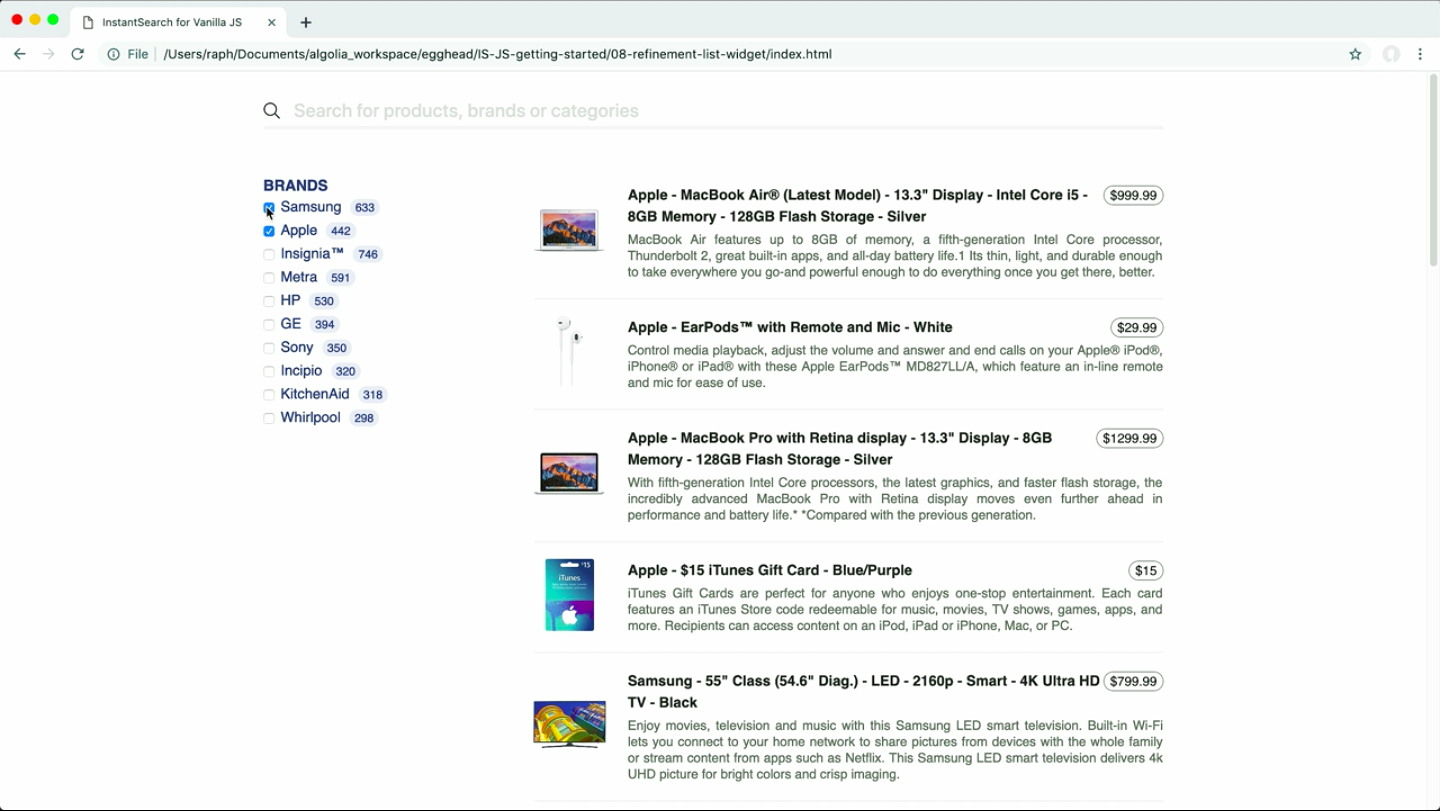 InstantSearch for Vanilla JS
File /Users/raph/Documents/algolia_workspace/egghead/IS-JS-getting-started/08-refinement-list-widget/index.html
Search for products, brands or categories
BRANDS
Samsung 633
Apple 442
Insignia™ 746
Metra 591
HP 530
GE 394
Sony 350
Incipio 320
KitchenAid 318
Whirlpool 298
Apple - MacBook Air® (Latest Model) - 13.3" Display - Intel Core i5 - $999.99
8GB Memory - 128GB Flash Storage - Silver
MacBook Air features up to 8GB of memory, a fifth-generation Intel Core processor,
Thunderbolt 2, great built-in apps, and all-day battery life.1 Its thin, light, and durable enough
to take everywhere you go-and powerful enough to do everything once you get there, better.
Apple - EarPods™ with Remote and Mic - White $29.99
Control media playback, adjust the volume and answer and end calls on your Apple® iPod®,
iPhone® or iPad® with these Apple EarPods™ MD827LL/A, which feature an in-line remote
and mic for ease of use.
Apple - MacBook Pro with Retina display - 13.3" Display - 8GB $1299.99
Memory - 128GB Flash Storage - Silver
With fifth-generation Intel Core processors, the latest graphics, and faster flash storage, the
incredibly advanced MacBook Pro with Retina display moves even further ahead in
performance and battery life.* *Compared with the previous generation.
$15
iTunes
Apple - $15 iTunes Gift Card - Blue/Purple $15
iTunes Gift Cards are perfect for anyone who enjoys one-stop entertainment. Each card
features an iTunes Store code redeemable for music, movies, TV shows, games, apps, and
more. Recipients can access content on an iPod, iPad or iPhone, Mac, or PC.
Samsung - 55" Class (54.6" Diag.) - LED - 2160p - Smart - 4K Ultra HD $799.99
TV - Black
Enjoy movies, television and music with this Samsung LED smart television. Built-in Wi-Fi
lets you connect to your home network to share pictures from devices with the whole family
or stream content from apps such as Netflix. This Samsung LED smart television delivers 4k
UHD picture for bright colors and crisp imaging.